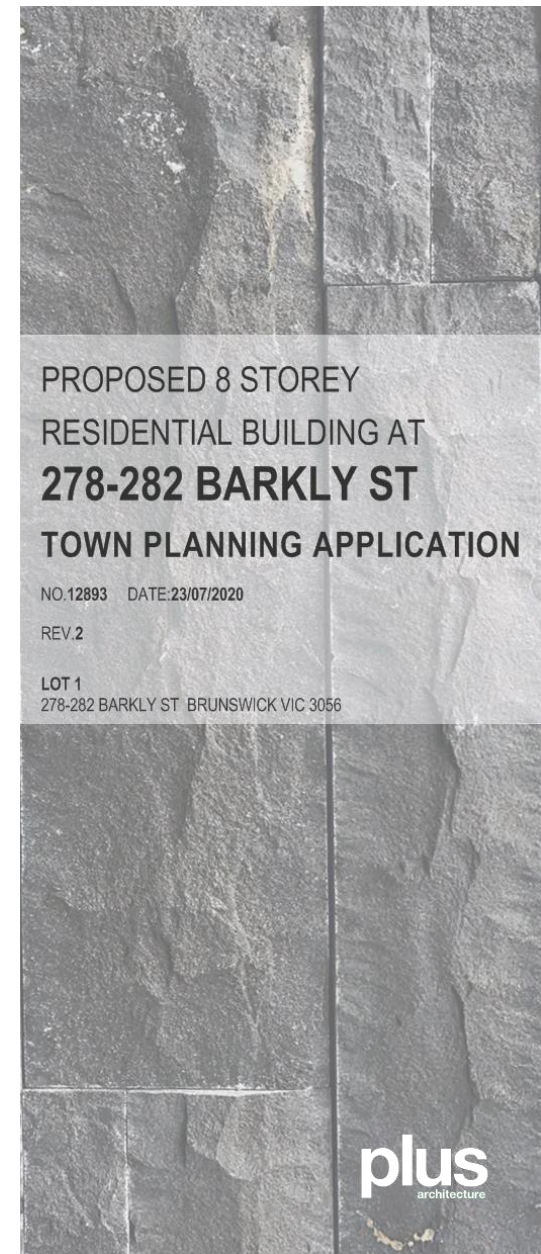 PROPOSED 8 STOREY
RESIDENTIAL BUILDING AT
278-282 BARKLY ST
TOWN PLANNING APPLICATION
NO.12893 DATE:23/07/2020
REV.2
LOT 1
278-282 BARKLY ST BRUNSWICK VIC 3056
plus
architecture